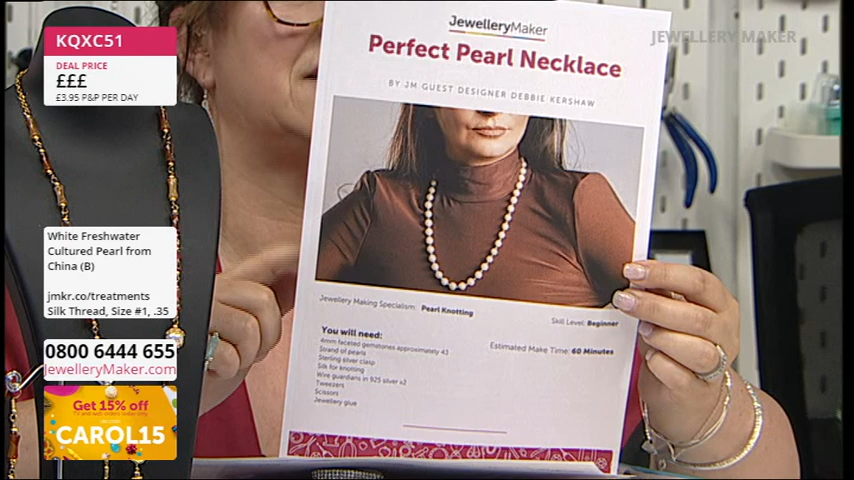 KQXC51
DEAL PRICE
£££
£3.95 P&P PER DAY
White Freshwater
Cultured Pearl from
China (B)
jmkr.co/treatments
Silk Thread, Size #1, .35
0800 6444 655
JewelleryMaker.com
Get 15% off
CAROL15
JEWELLERY MAKER
JewelleryMaker
Perfect Pearl Necklace
BY JM GUEST DESIGNER DEBBIE KERSHAW
Jewellery Making Specialism: Pearl Knotting
Skill Level: Beginner
You will need:
Estimated Make Time: 60 Minutes
4mm faceted gemstones approximately 43
Strand of pearls
Sterling silver clasp
Silk for knotting
Wire guardians in 925 silver x2
Tweezers
Scissors
Jewellery glue